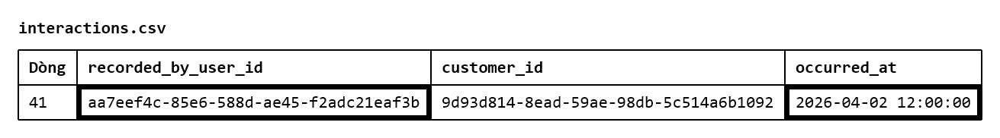 interactions.csv
Dòng recorded_by_user_id customer_id occurred_at
41 aa7eef4c-85e6-588d-ae45-f2adc21eaf3b 9d93d814-8ead-59ae-98db-5c514a6b1092 2026-04-02 12:00:00